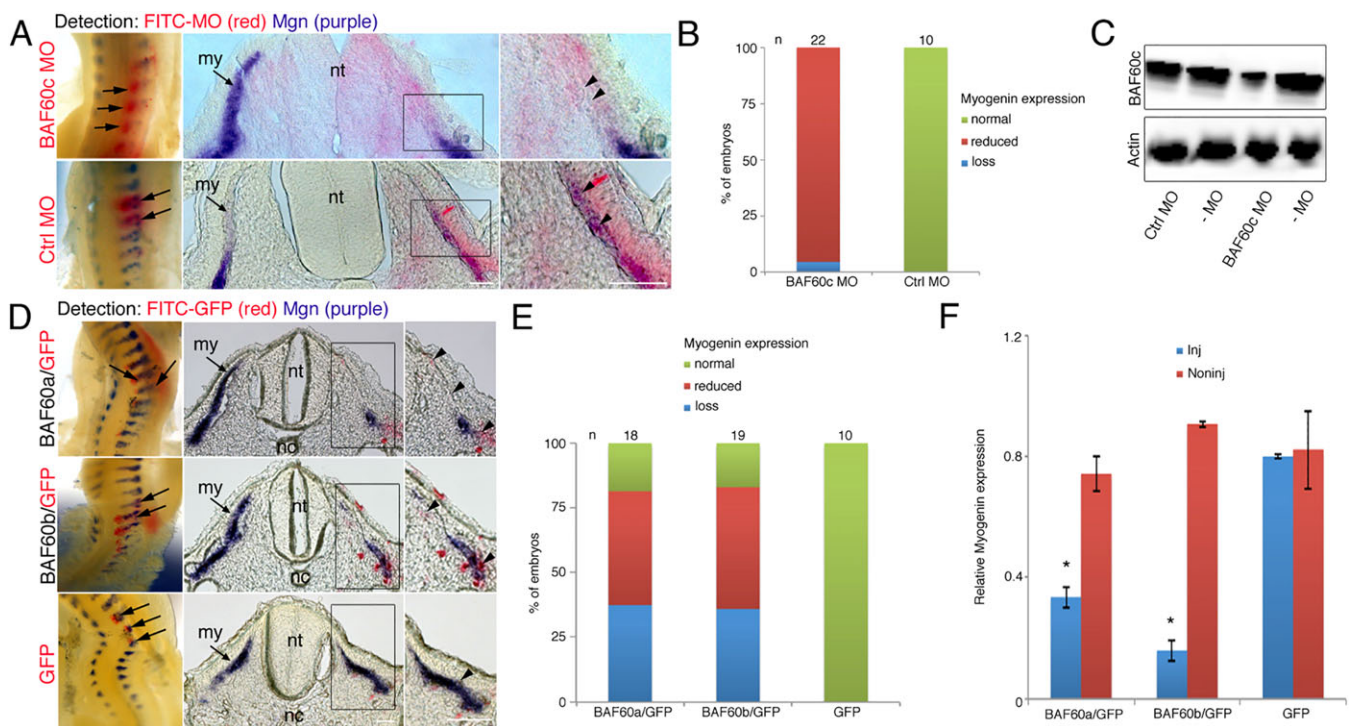 A
Detection: FITC-MO (red) Mgn (purple)
BAF60c MO
my
nt
Ctrl MO
my
nt
B
n
22
10
100
75
50
25
0
% of embryos
Myogenin expression
normal
reduced
loss
BAF60c MO
Ctrl MO
C
BAF60c
Actin
Ctrl MO
- MO
BAF60c MO
- MO
D
Detection: FITC-GFP (red) Mgn (purple)
BAF60a/GFP
my
nt
no
BAF60b/GFP
my
nt
nc
GFP
my
nt
nc
E
Myogenin expression
normal
reduced
loss
n
18
19
10
100
75
50
25
0
% of embryos
BAF60a/GFP
BAF60b/GFP
GFP
F
Inj
Noninj
1.2
0.8
0.4
0
Relative Myogenin expression
*
*
BAF60a/GFP
BAF60b/GFP
GFP